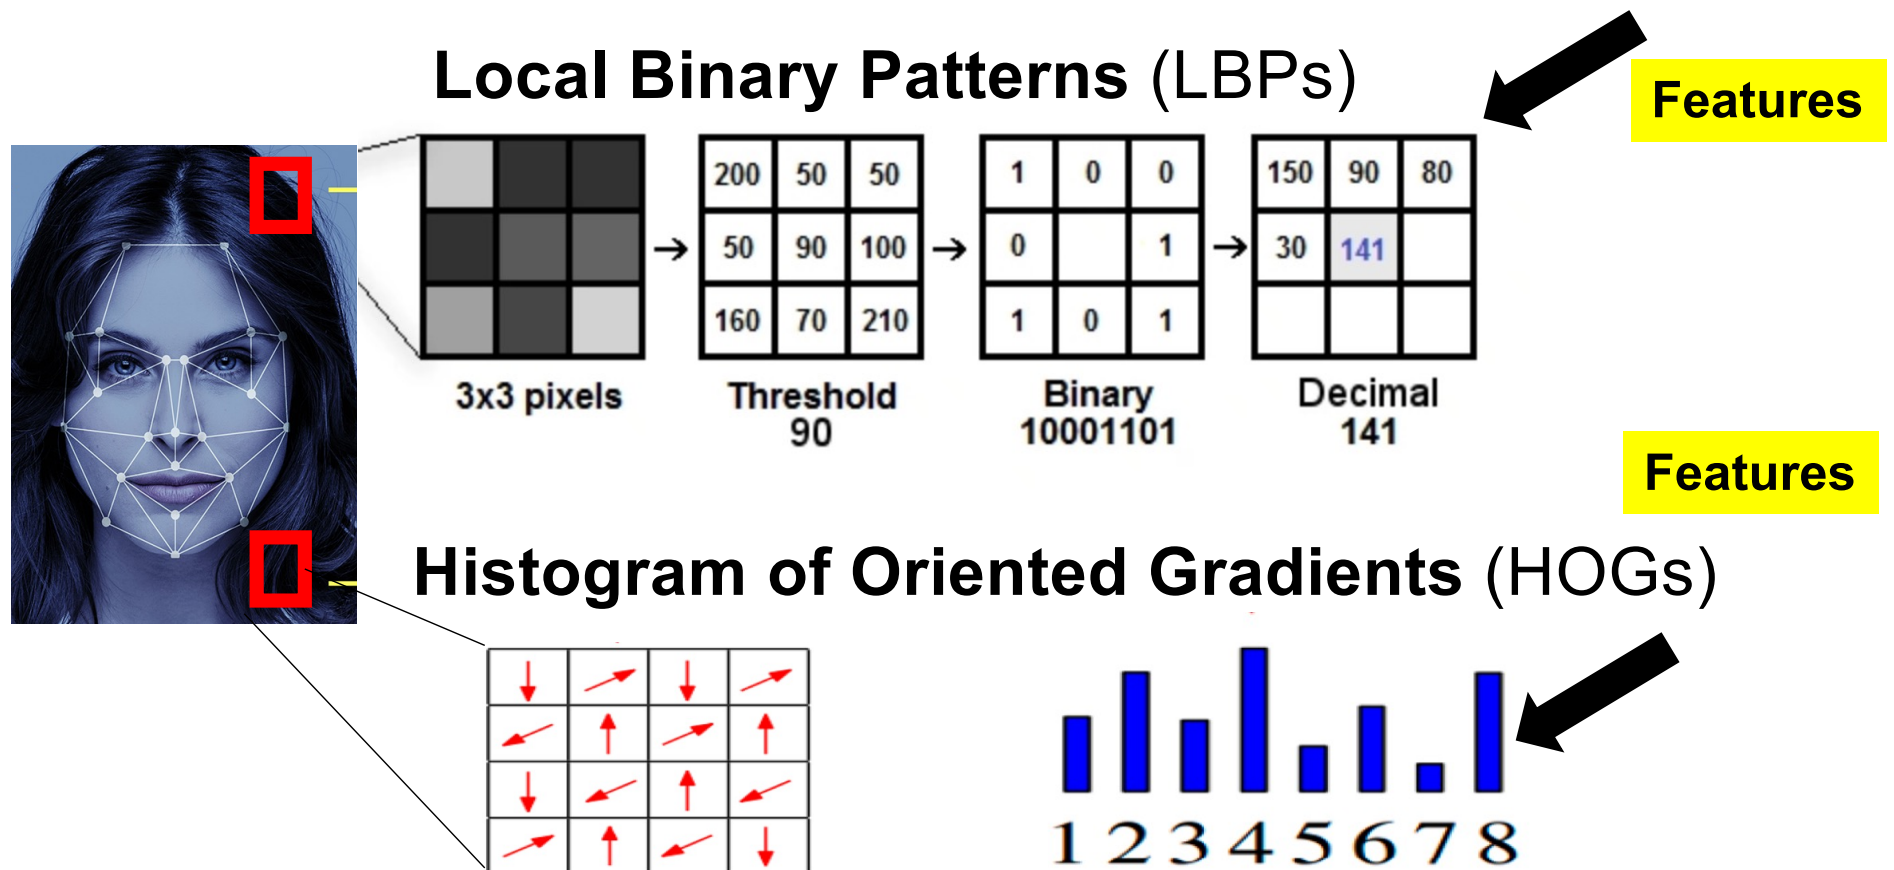 Local Binary Patterns (LBPs)
Features
200 50 50 1 0 0 150 90 80
50 90 100 0 1 30 141
160 70 210 1 0 1
3x3 pixels Threshold Binary Decimal
90 10001101 141
Features
Histogram of Oriented Gradients (HOGs)
1 2 3 4 5 6 7 8